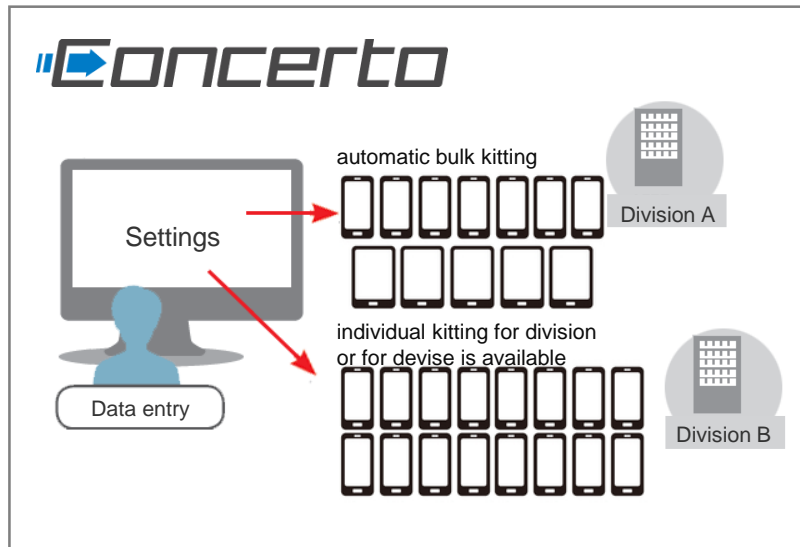 Concerto
automatic bulk kitting
Division A
Settings
individual kitting for division
or for devise is available
Data entry
Division B